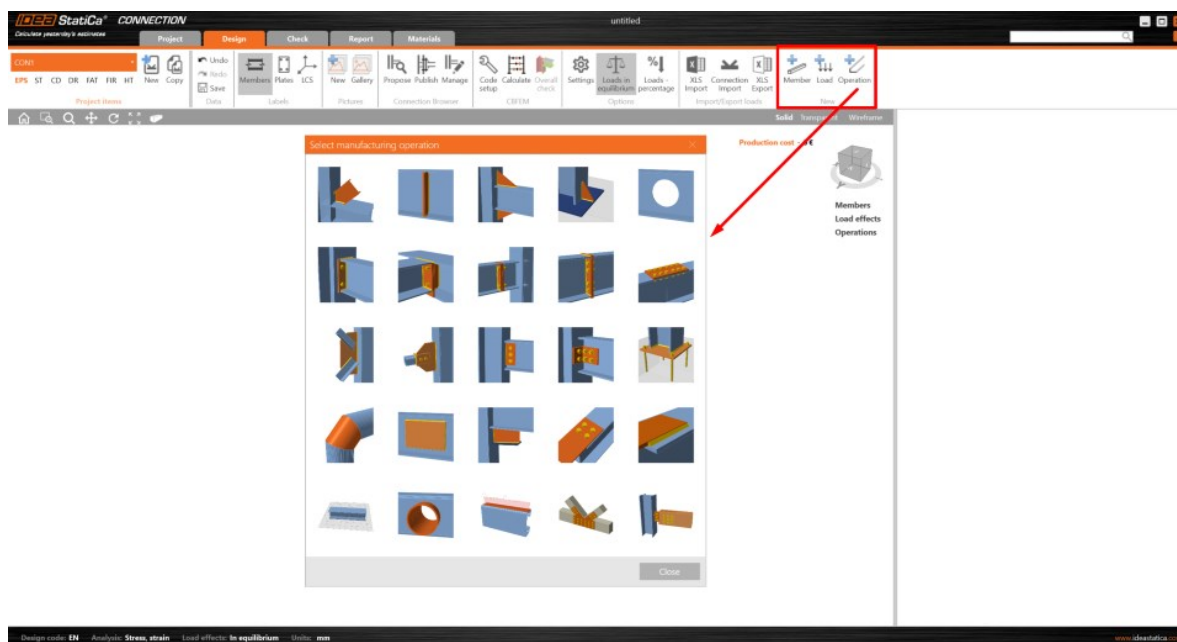 IDEA StatiCa® CONNECTION
untitled
Calculate yesterday's estimates
Project Design Check Report Materials
CON1
EPS ST CD DR FAT FIR HT
New Copy
Project items
Undo
Redo
Save
Data
Members Plates LCS
Labels
New Gallery
Pictures
Propose Publish Manage
Connection Browser
Code setup Calculate Overall check
CBFEM
Settings Loads in equilibrium Loads - percentage
Options
XLS Import Connection Import XLS Export
Import/Export loads
Member Load Operation
New
Solid Transparent Wireframe
Select manufacturing operation
Production cost - €
Members
Load effects
Operations
Close
Design code: EN Analysis: Stress, strain Load effects: In equilibrium Units: mm